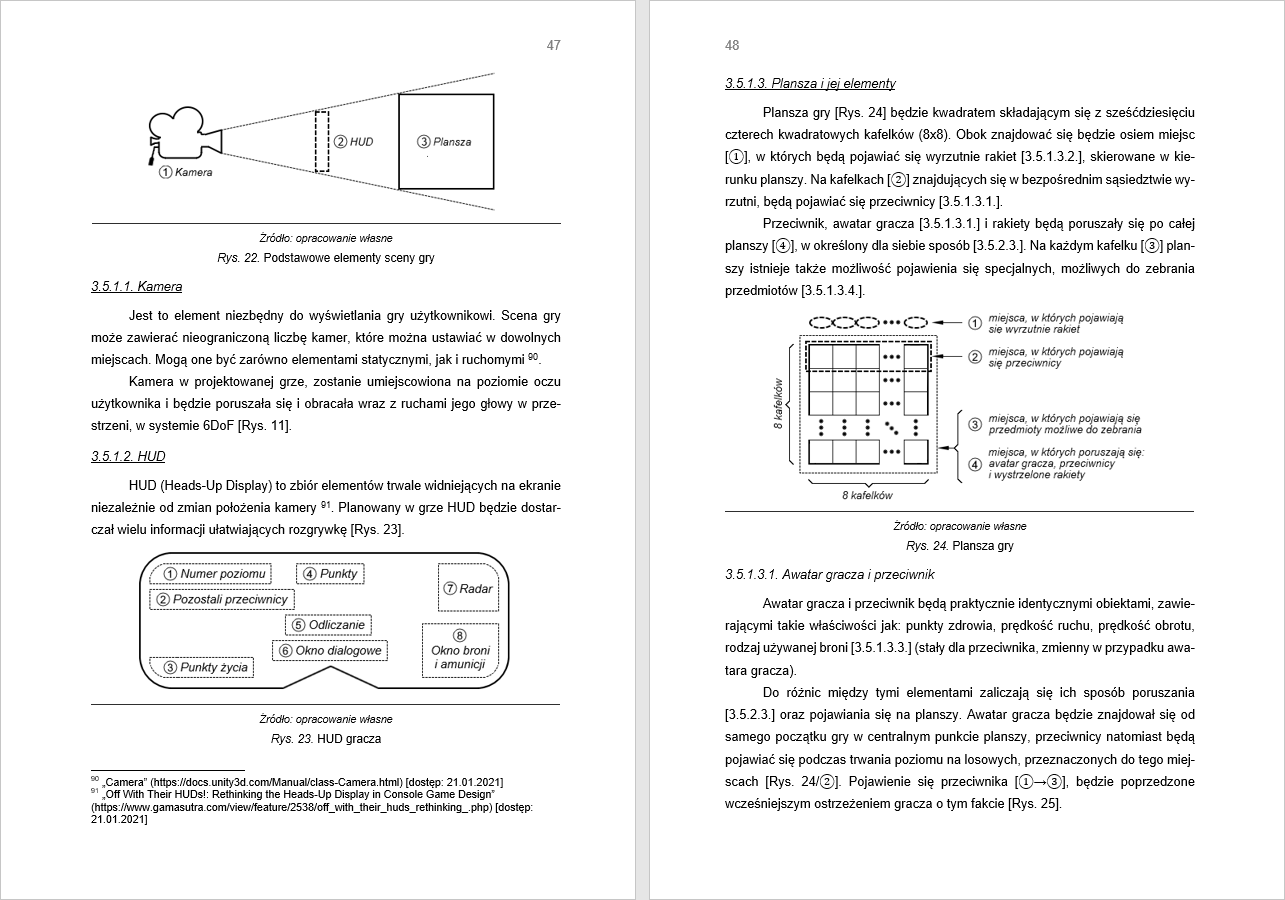 47
① Kamera
② HUD
③ Plansza
Źródło: opracowanie własne
Rys. 22. Podstawowe elementy sceny gry
3.5.1.1. Kamera
Jest to element niezbędny do wyświetlania gry użytkownikowi. Scena gry
może zawierać nieograniczoną liczbę kamer, które można ustawiać w dowolnych
miejscach. Mogą one być zarówno elementami statycznymi, jak i ruchomymi ⁹⁰.
Kamera w projektowanej grze, zostanie umiejscowiona na poziomie oczu
użytkownika i będzie poruszała się i obracała wraz z ruchami jego głowy w prze-
strzeni, w systemie 6DoF [Rys. 11].
3.5.1.2. HUD
HUD (Heads-Up Display) to zbiór elementów trwale widniejących na ekranie
niezależnie od zmian położenia kamery ⁹¹. Planowany w grze HUD będzie dostar-
czał wielu informacji ułatwiających rozgrywkę [Rys. 23].
① Numer poziomu
④ Punkty
⑦ Radar
② Pozostali przeciwnicy
⑤ Odliczanie
⑥ Okno dialogowe
⑧
Okno broni
i amunicji
③ Punkty życia
Źródło: opracowanie własne
Rys. 23. HUD gracza
⁹⁰ „Camera” (https://docs.unity3d.com/Manual/class-Camera.html) [dostęp: 21.01.2021]
⁹¹ „Off With Their HUDs!: Rethinking the Heads-Up Display in Console Game Design”
(https://www.gamasutra.com/view/feature/2538/off_with_their_huds_rethinking_.php) [dostęp:
21.01.2021]
48
3.5.1.3. Plansza i jej elementy
Plansza gry [Rys. 24] będzie kwadratem składającym się z sześćdziesięciu
czterech kwadratowych kafelków (8x8). Obok znajdować się będzie osiem miejsc
[①], w których będą pojawiać się wyrzutnie rakiet [3.5.1.3.2.], skierowane w kie-
runku planszy. Na kafelkach [②] znajdujących się w bezpośrednim sąsiedztwie wy-
rzutni, będą pojawiać się przeciwnicy [3.5.1.3.1.].
Przeciwnik, awatar gracza [3.5.1.3.1.] i rakiety będą poruszały się po całej
planszy [④], w określony dla siebie sposób [3.5.2.3.]. Na każdym kafelku [③] plan-
szy istnieje także możliwość pojawienia się specjalnych, możliwych do zebrania
przedmiotów [3.5.1.3.4.].
① miejsca, w których pojawiają
się wyrzutnie rakiet
② miejsca, w których pojawiają
się przeciwnicy
8 kafelków
③ miejsca, w których pojawiają się
przedmioty możliwe do zebrania
④ miejsca, w których poruszają się:
avatar gracza, przeciwnicy
i wystrzelone rakiety
8 kafelków
Źródło: opracowanie własne
Rys. 24. Plansza gry
3.5.1.3.1. Awatar gracza i przeciwnik
Awatar gracza i przeciwnik będą praktycznie identycznymi obiektami, zawie-
rającymi takie właściwości jak: punkty zdrowia, prędkość ruchu, prędkość obrotu,
rodzaj używanej broni [3.5.1.3.3.] (stały dla przeciwnika, zmienny w przypadku awa-
tara gracza).
Do różnic między tymi elementami zaliczają się ich sposób poruszania
[3.5.2.3.] oraz pojawiania się na planszy. Awatar gracza będzie znajdował się od
samego początku gry w centralnym punkcie planszy, przeciwnicy natomiast będą
pojawiać się podczas trwania poziomu na losowych, przeznaczonych do tego miej-
scach [Rys. 24/②]. Pojawienie się przeciwnika [①→③], będzie poprzedzone
wcześniejszym ostrzeżeniem gracza o tym fakcie [Rys. 25].